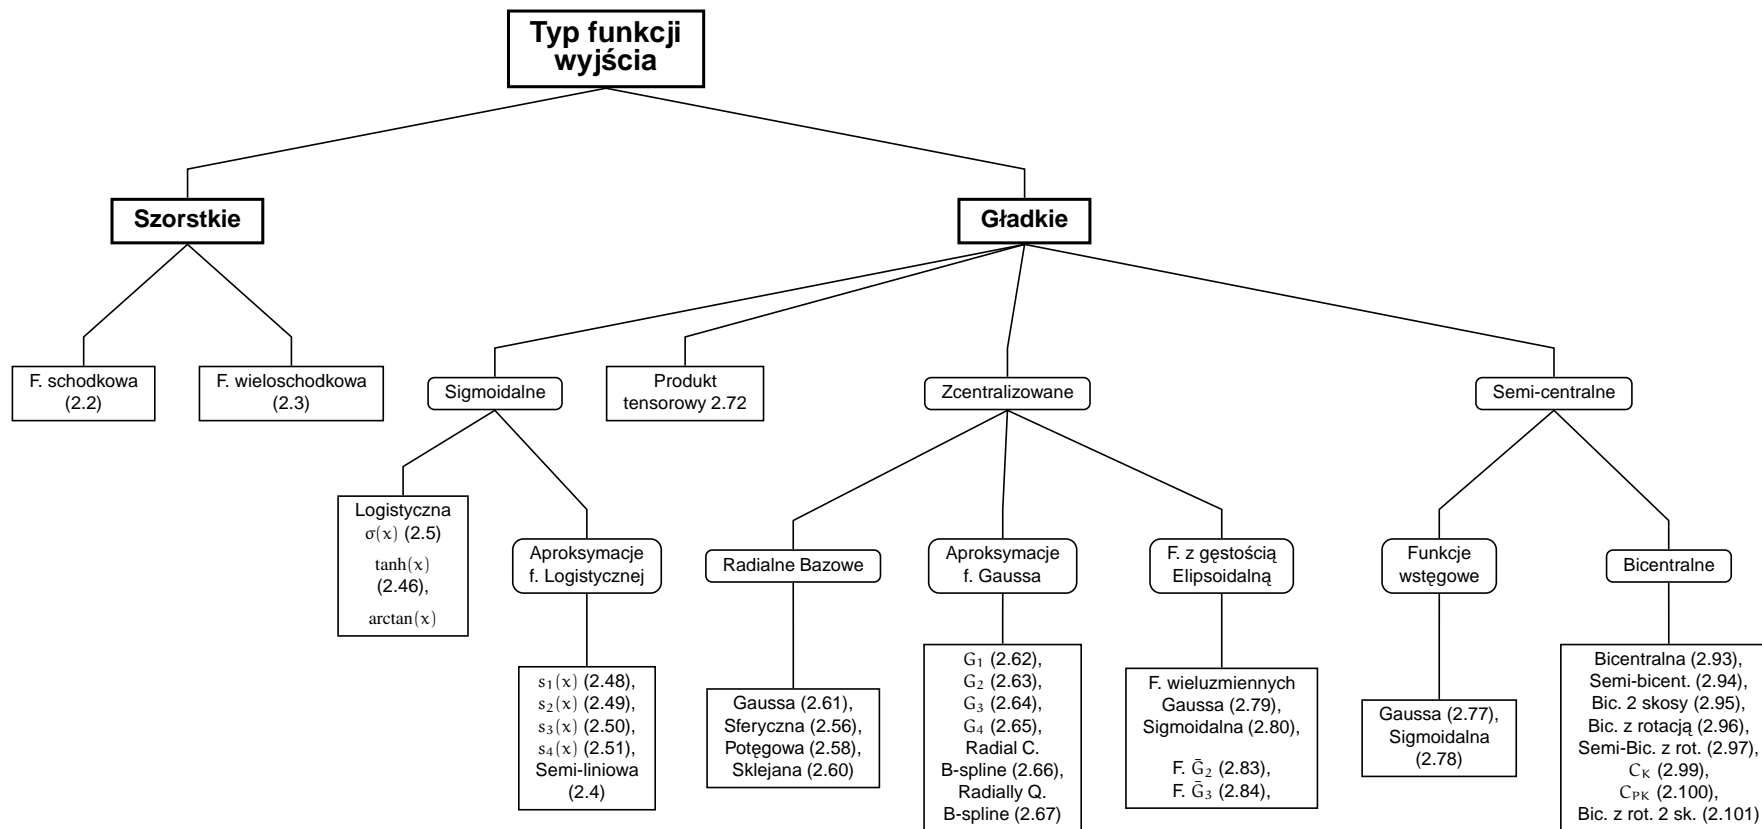 Typ funkcji
wyjścia
Szorstkie
Gładkie
F. schodkowa
(2.2)
F. wieloschodkowa
(2.3)
Sigmoidalne
Produkt
tensorowy 2.72
Zcentralizowane
Semi-centralne
Logistyczna
σ(x) (2.5)
tanh(x)
(2.46),
arctan(x)
Aproksymacje
f. Logistycznej
Radialne Bazowe
Aproksymacje
f. Gaussa
F. z gęstością
Elipsoidalną
Funkcje
wstęgowe
Bicentralne
s₁(x) (2.48),
s₂(x) (2.49),
s₃(x) (2.50),
s₄(x) (2.51),
Semi-liniowa
(2.4)
Gaussa (2.61),
Sferyczna (2.56),
Potęgowa (2.58),
Sklejana (2.60)
G₁ (2.62),
G₂ (2.63),
G₃ (2.64),
G₄ (2.65),
Radial C.
B-spline (2.66),
Radially Q.
B-spline (2.67)
F. wieluzmiennych
Gaussa (2.79),
Sigmoidalna (2.80),
F. Ḡ₂ (2.83),
F. Ḡ₃ (2.84),
Gaussa (2.77),
Sigmoidalna
(2.78)
Bicentralna (2.93),
Semi-bicent. (2.94),
Bic. 2 skosy (2.95),
Bic. z rotacją (2.96),
Semi-Bic. z rot. (2.97),
C_K (2.99),
C_PK (2.100),
Bic. z rot. 2 sk. (2.101)